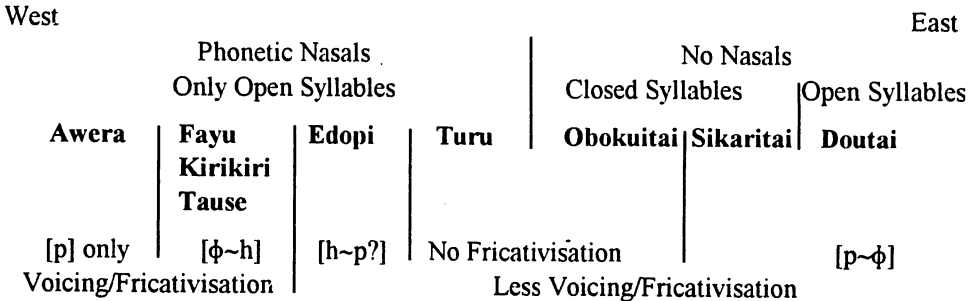 West East
Phonetic Nasals No Nasals
Only Open Syllables Closed Syllables Open Syllables
Awera Fayu Edopi Turu Obokuitai Sikaritai Doutai
Kirikiri
Tause
[p] only [ɸ~h] [h~p?] No Fricativisation [p~ɸ]
Voicing/Fricativisation Less Voicing/Fricativisation